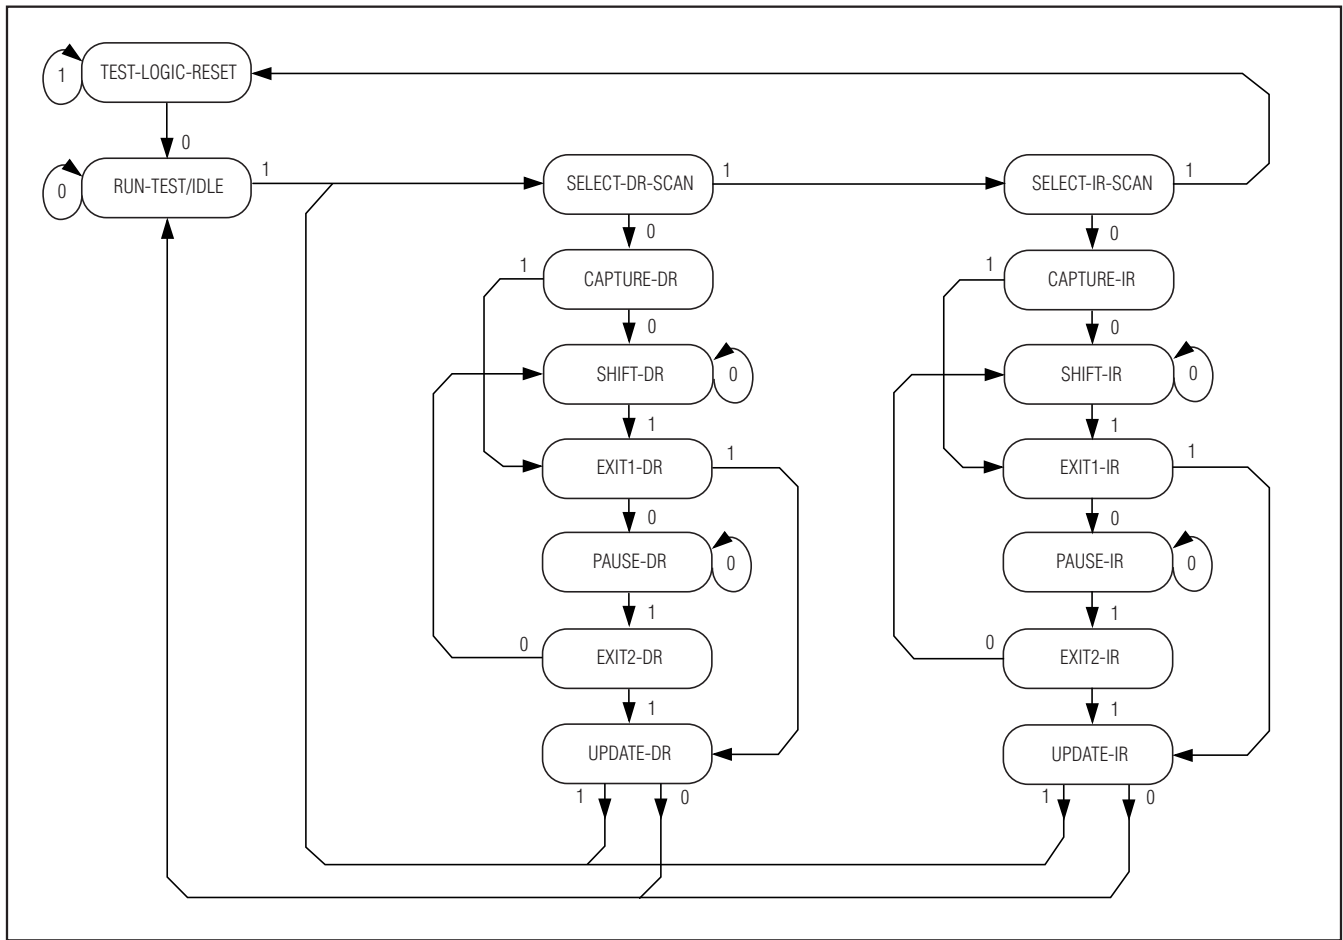 TEST-LOGIC-RESET
1
0
RUN-TEST/IDLE
0
1
SELECT-DR-SCAN
1
SELECT-IR-SCAN
1
0
0
1
CAPTURE-DR
1
CAPTURE-IR
0
0
SHIFT-DR
0
SHIFT-IR
0
1
1
EXIT1-DR
1
EXIT1-IR
1
0
0
PAUSE-DR
0
PAUSE-IR
0
1
1
0
EXIT2-DR
0
EXIT2-IR
1
1
UPDATE-DR
UPDATE-IR
1
0
1
0